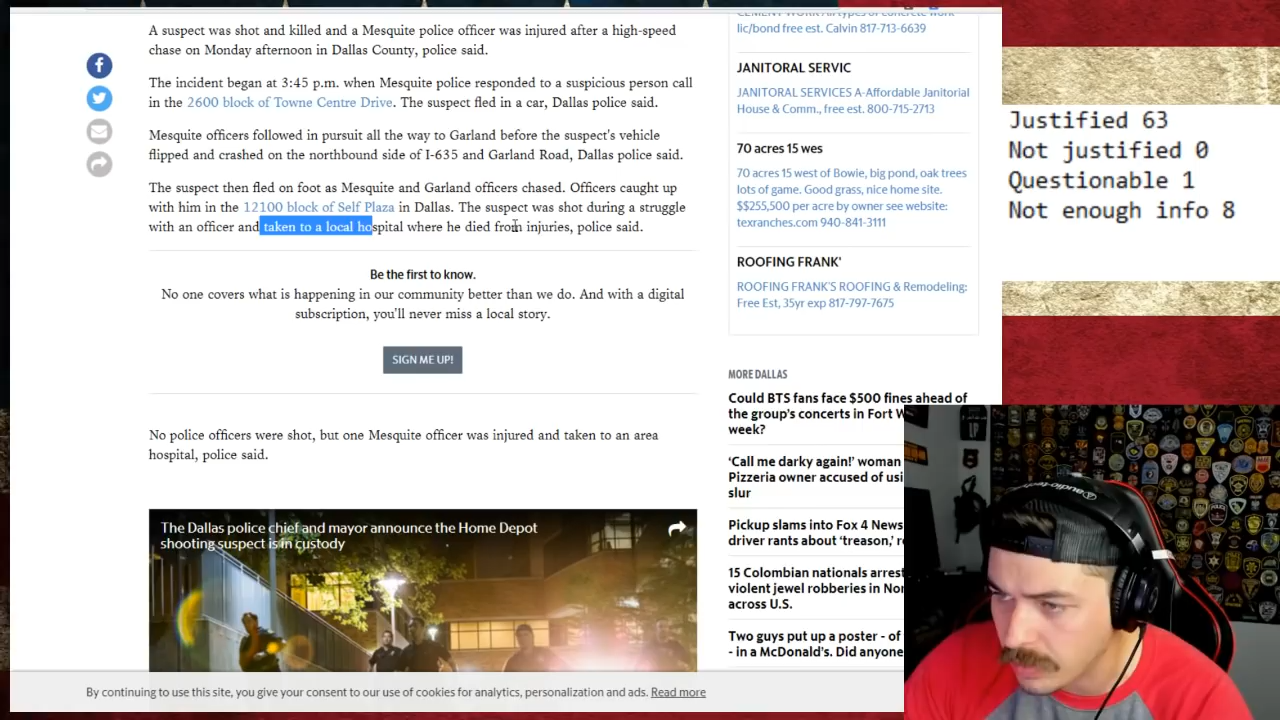 A suspect was shot and killed and a Mesquite police officer was injured after a high-speed
chase on Monday afternoon in Dallas County, police said.
The incident began at 3:45 p.m. when Mesquite police responded to a suspicious person call
in the 2600 block of Towne Centre Drive. The suspect fled in a car, Dallas police said.
Mesquite officers followed in pursuit all the way to Garland before the suspect's vehicle
flipped and crashed on the northbound side of I-635 and Garland Road, Dallas police said.
The suspect then fled on foot as Mesquite and Garland officers chased. Officers caught up
with him in the 12100 block of Self Plaza in Dallas. The suspect was shot during a struggle
with an officer and taken to a local hospital where he died from injuries, police said.
Be the first to know.
No one covers what is happening in our community better than we do. And with a digital
subscription, you'll never miss a local story.
SIGN ME UP!
No police officers were shot, but one Mesquite officer was injured and taken to an area
hospital, police said.
The Dallas police chief and mayor announce the Home Depot
shooting suspect is in custody
CEMENT WORK All types of concrete work
lic/bond free est. Calvin 817-713-6639
JANITORAL SERVIC
JANITORAL SERVICES A-Affordable Janitorial
House & Comm., free est. 800-715-2713
70 acres 15 wes
70 acres 15 west of Bowie, big pond, oak trees
lots of game. Good grass, nice home site.
$$255,500 per acre by owner see website:
texranches.com 940-841-3111
ROOFING FRANK'
ROOFING FRANK'S ROOFING & Remodeling:
Free Est, 35yr exp 817-797-7675
MORE DALLAS
Could BTS fans face $500 fines ahead of
the group's concerts in Fort W
week?
'Call me darky again!' woman
Pizzeria owner accused of usi
slur
Pickup slams into Fox 4 News
driver rants about 'treason,' r
15 Colombian nationals arrest
violent jewel robberies in Nor
across U.S.
Two guys put up a poster - of
- in a McDonald's. Did anyone
By continuing to use this site, you give your consent to our use of cookies for analytics, personalization and ads. Read more
Justified 63
Not justified 0
Questionable 1
Not enough info 8
audio-technica